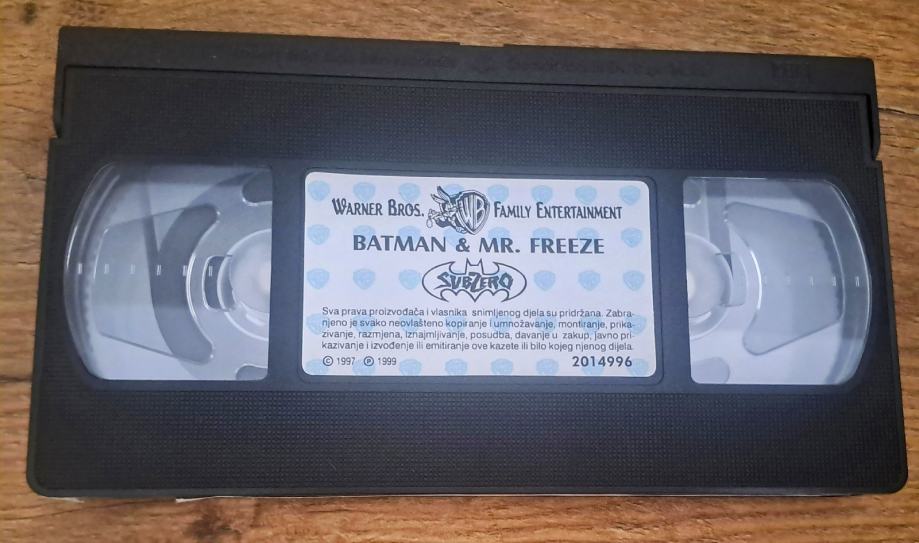 WARNER BROS. WB FAMILY ENTERTAINMENT
BATMAN & MR. FREEZE
SUBZERO
Sva prava proizvođača i vlasnika snimljenog djela su pridržana. Zabra-
njeno je svako neovlašteno kopiranje i umnožavanje, montiranje, prika-
zivanje, razmjena, Iznajmljivanje, posudba, davanje u zakup, javno pri-
kazivanje i izvođenje ili emitiranje ove kazete ili bilo kojeg njenog dijela.
© 1997 ℗ 1999 2014996